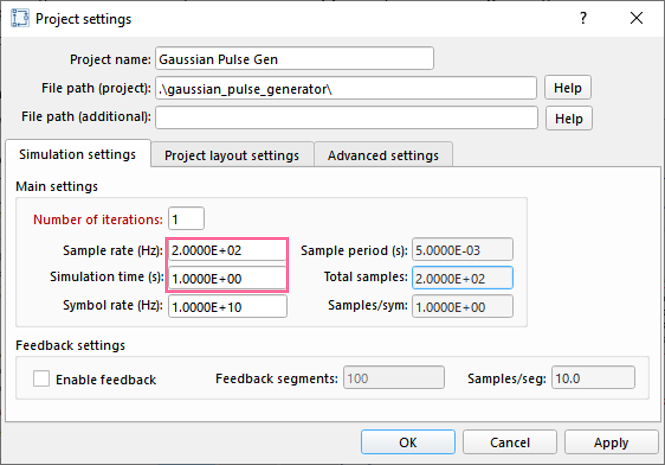 Project settings
?
Project name: Gaussian Pulse Gen
File path (project): .\gaussian_pulse_generator\ Help
File path (additional): Help
Simulation settings Project layout settings Advanced settings
Main settings
Number of iterations: 1
Sample rate (Hz): 2.0000E+02 Sample period (s): 5.0000E-03
Simulation time (s): 1.0000E+00 Total samples: 2.0000E+02
Symbol rate (Hz): 1.0000E+10 Samples/sym: 1.0000E+00
Feedback settings
Enable feedback Feedback segments: 100 Samples/seg: 10.0
OK Cancel Apply